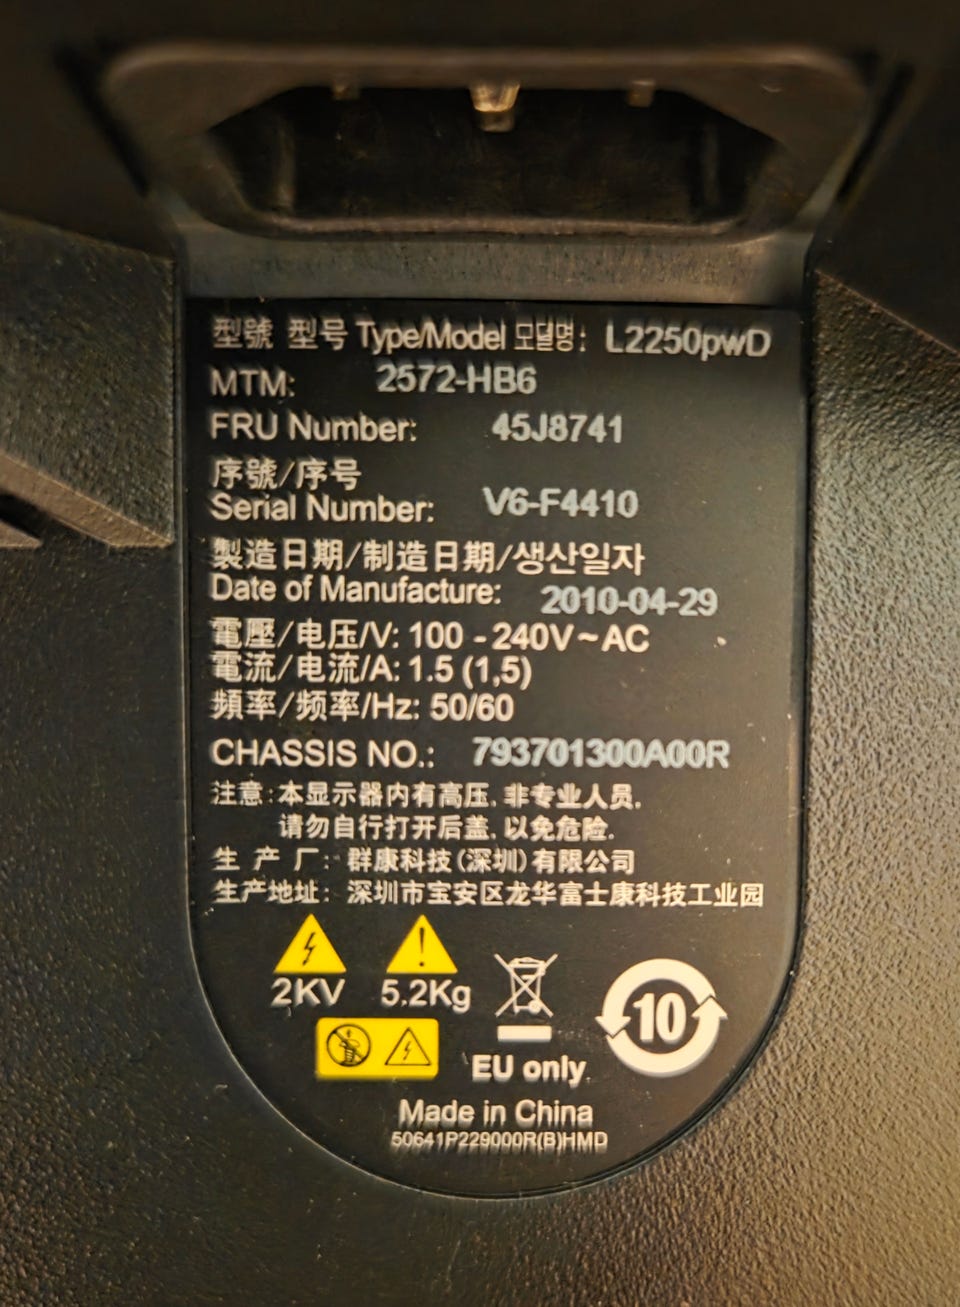 型號 型号 Type/Model 모델명: L2250pwD
MTM: 2572-HB6
FRU Number: 45J8741
序號/序号
Serial Number: V6-F4410
製造日期/制造日期/생산일자
Date of Manufacture: 2010-04-29
電壓/电压/V: 100 - 240V~AC
電流/电流/A: 1.5 (1,5)
頻率/频率/Hz: 50/60
CHASSIS NO.: 793701300A00R
注意:本显示器内有高压,非专业人员,
请勿自行打开后盖,以免危险.
生 产 厂: 群康科技(深圳)有限公司
生产地址: 深圳市宝安区龙华富士康科技工业园
2KV 5.2Kg
10
EU only
Made in China
50641P229000R(B)HMD